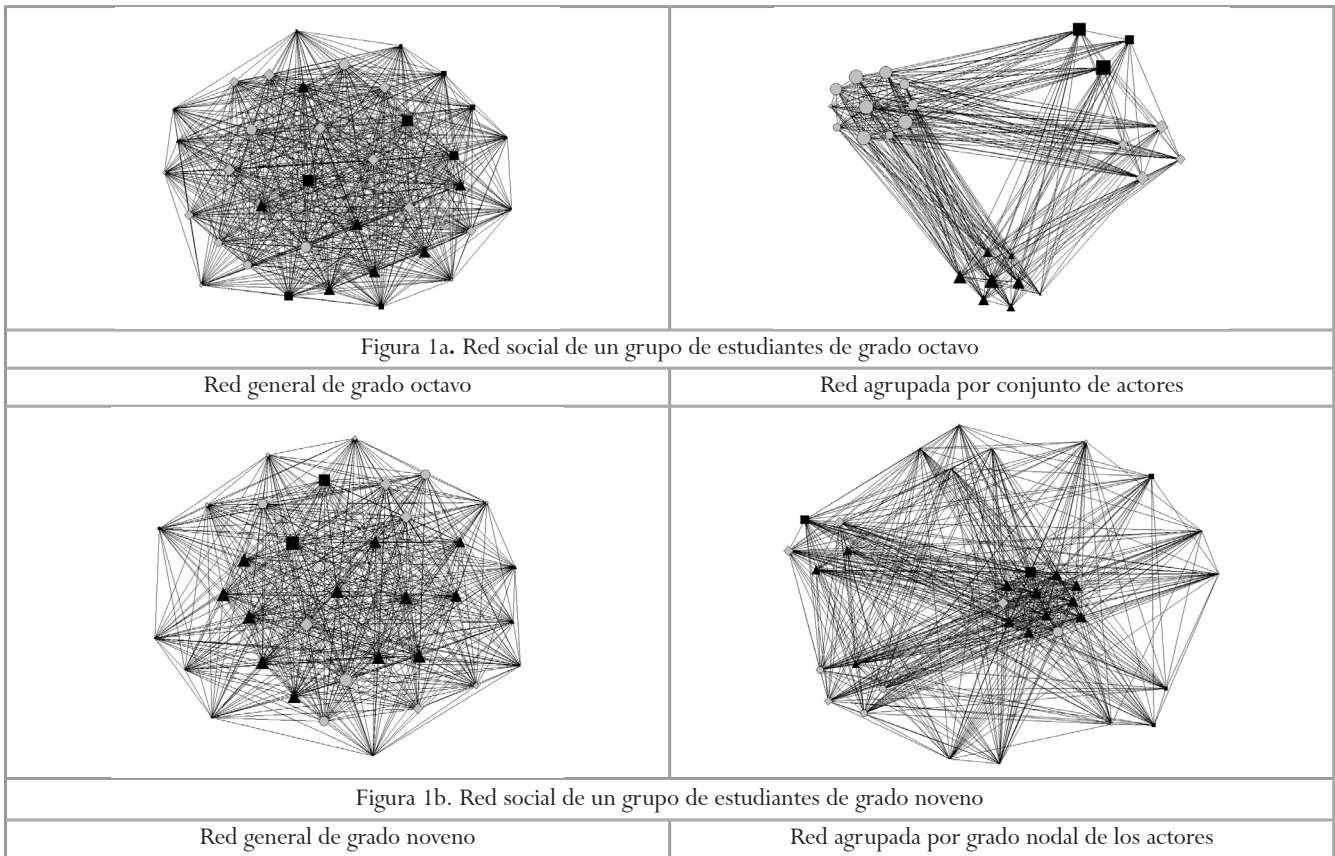 Figura 1a. Red social de un grupo de estudiantes de grado octavo
Red general de grado octavo
Red agrupada por conjunto de actores
Figura 1b. Red social de un grupo de estudiantes de grado noveno
Red general de grado noveno
Red agrupada por grado nodal de los actores